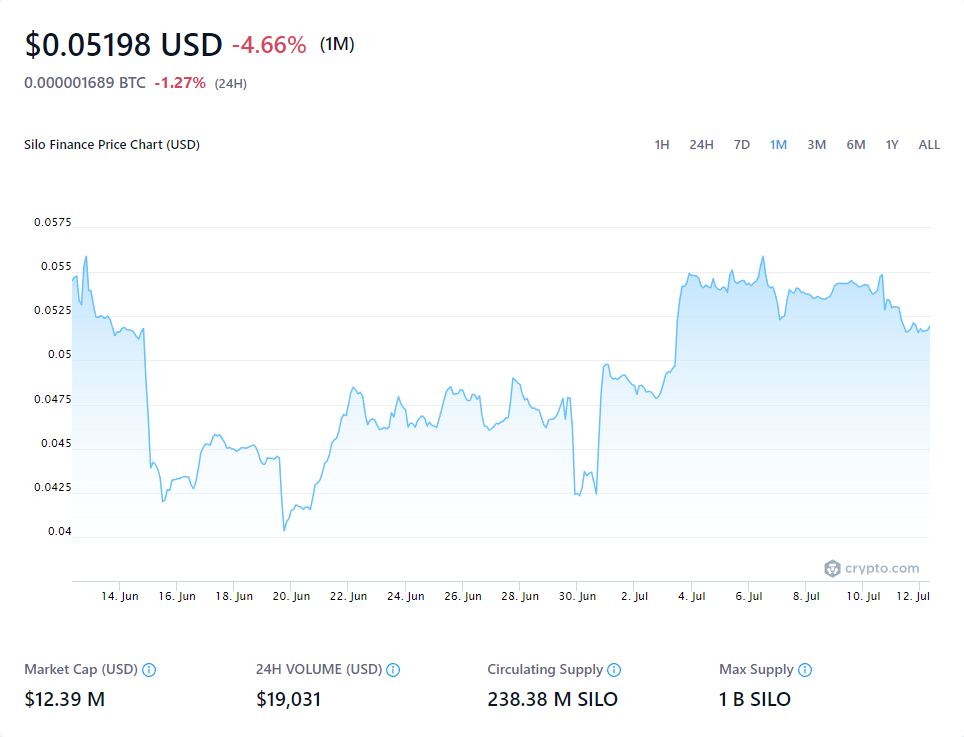 $0.05198 USD -4.66% (1M)
0.000001689 BTC -1.27% (24H)
Silo Finance Price Chart (USD) 1H 24H 7D 1M 3M 6M 1Y ALL
0.0575
0.055
0.0525
0.05
0.0475
0.045
0.0425
0.04
crypto.com
14. Jun 16. Jun 18. Jun 20. Jun 22. Jun 24. Jun 26. Jun 28. Jun 30. Jun 2. Jul 4. Jul 6. Jul 8. Jul 10. Jul 12. Jul
Market Cap (USD) 24H VOLUME (USD) Circulating Supply Max Supply
$12.39 M $19,031 238.38 M SILO 1 B SILO